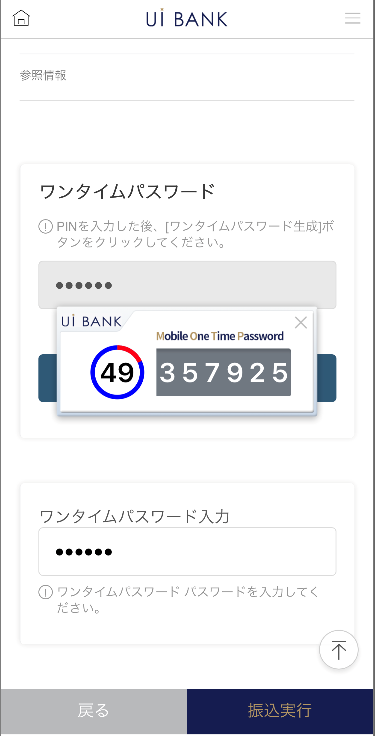 UI BANK
参照情報
ワンタイムパスワード
PINを入力した後、[ワンタイムパスワード生成]ボ
タンをクリックしてください。
••••••
UI BANK
Mobile One Time Password
49
357925
ワンタイムパスワード入力
••••••
ワンタイムパスワード パスワードを入力してく
ださい。
戻る
振込実行